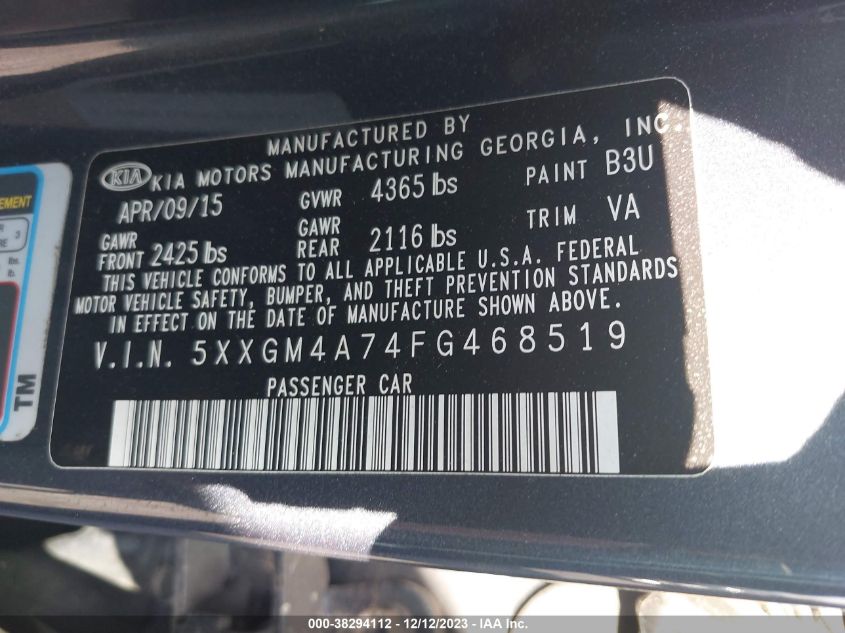 MANUFACTURED BY
KIA KIA MOTORS MANUFACTURING GEORGIA, INC.
APR/09/15 GVWR 4365 lbs PAINT B3U
GAWR FRONT 2425 lbs GAWR REAR 2116 lbs TRIM VA
THIS VEHICLE CONFORMS TO ALL APPLICABLE U.S.A. FEDERAL
MOTOR VEHICLE SAFETY, BUMPER, AND THEFT PREVENTION STANDARDS
IN EFFECT ON THE DATE OF MANUFACTURE SHOWN ABOVE.
V.I.N. 5XXGM4A74FG468519
PASSENGER CAR
3
lbs.
lb.
TM
000-38294112 - 12/12/2023 - IAA Inc.